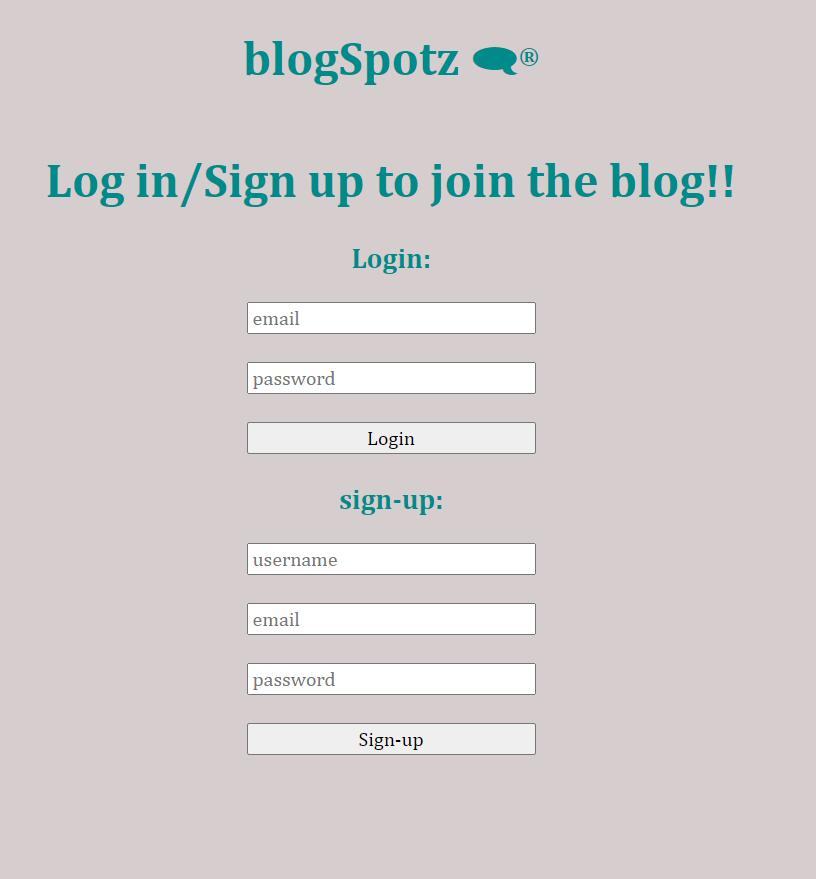 blogSpotz ®
Log in/Sign up to join the blog!!
Login:
email
password
Login
sign-up:
username
email
password
Sign-up